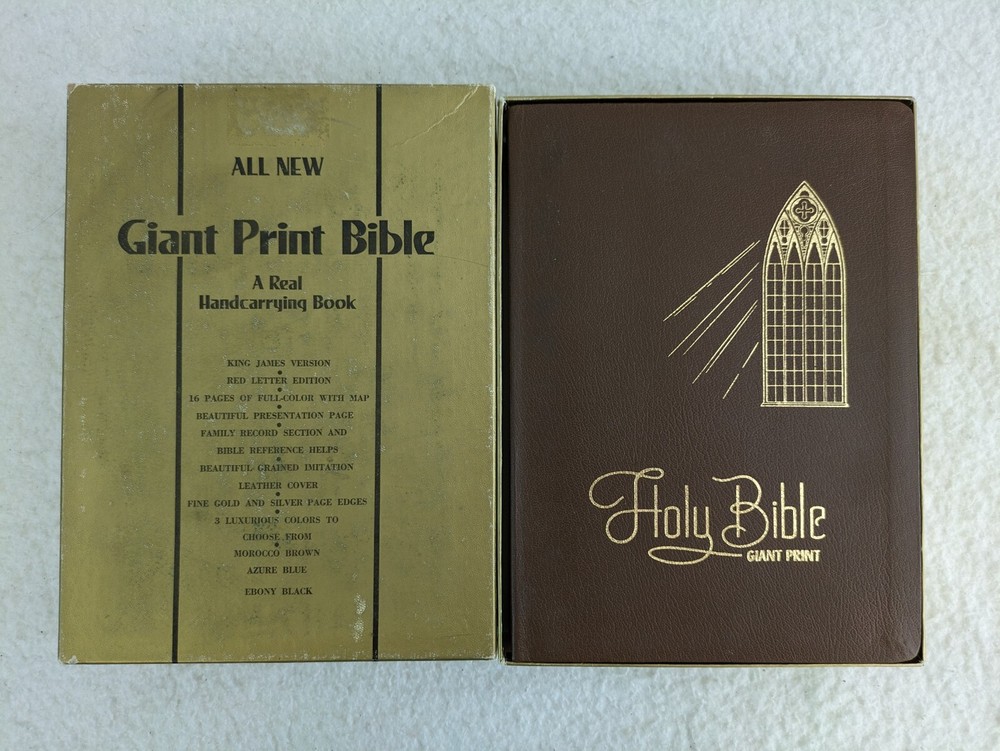 ALL NEW
Giant Print Bible
A Real
Handcarrying Book
KING JAMES VERSION
RED LETTER EDITION
16 PAGES OF FULL-COLOR WITH MAP
BEAUTIFUL PRESENTATION PAGE
FAMILY RECORD SECTION AND
BIBLE REFERENCE HELPS
BEAUTIFUL GRAINED IMITATION
LEATHER COVER
FINE GOLD AND SILVER PAGE EDGES
3 LUXURIOUS COLORS TO
CHOOSE FROM
MOROCCO BROWN
AZURE BLUE
EBONY BLACK
Holy Bible
GIANT PRINT